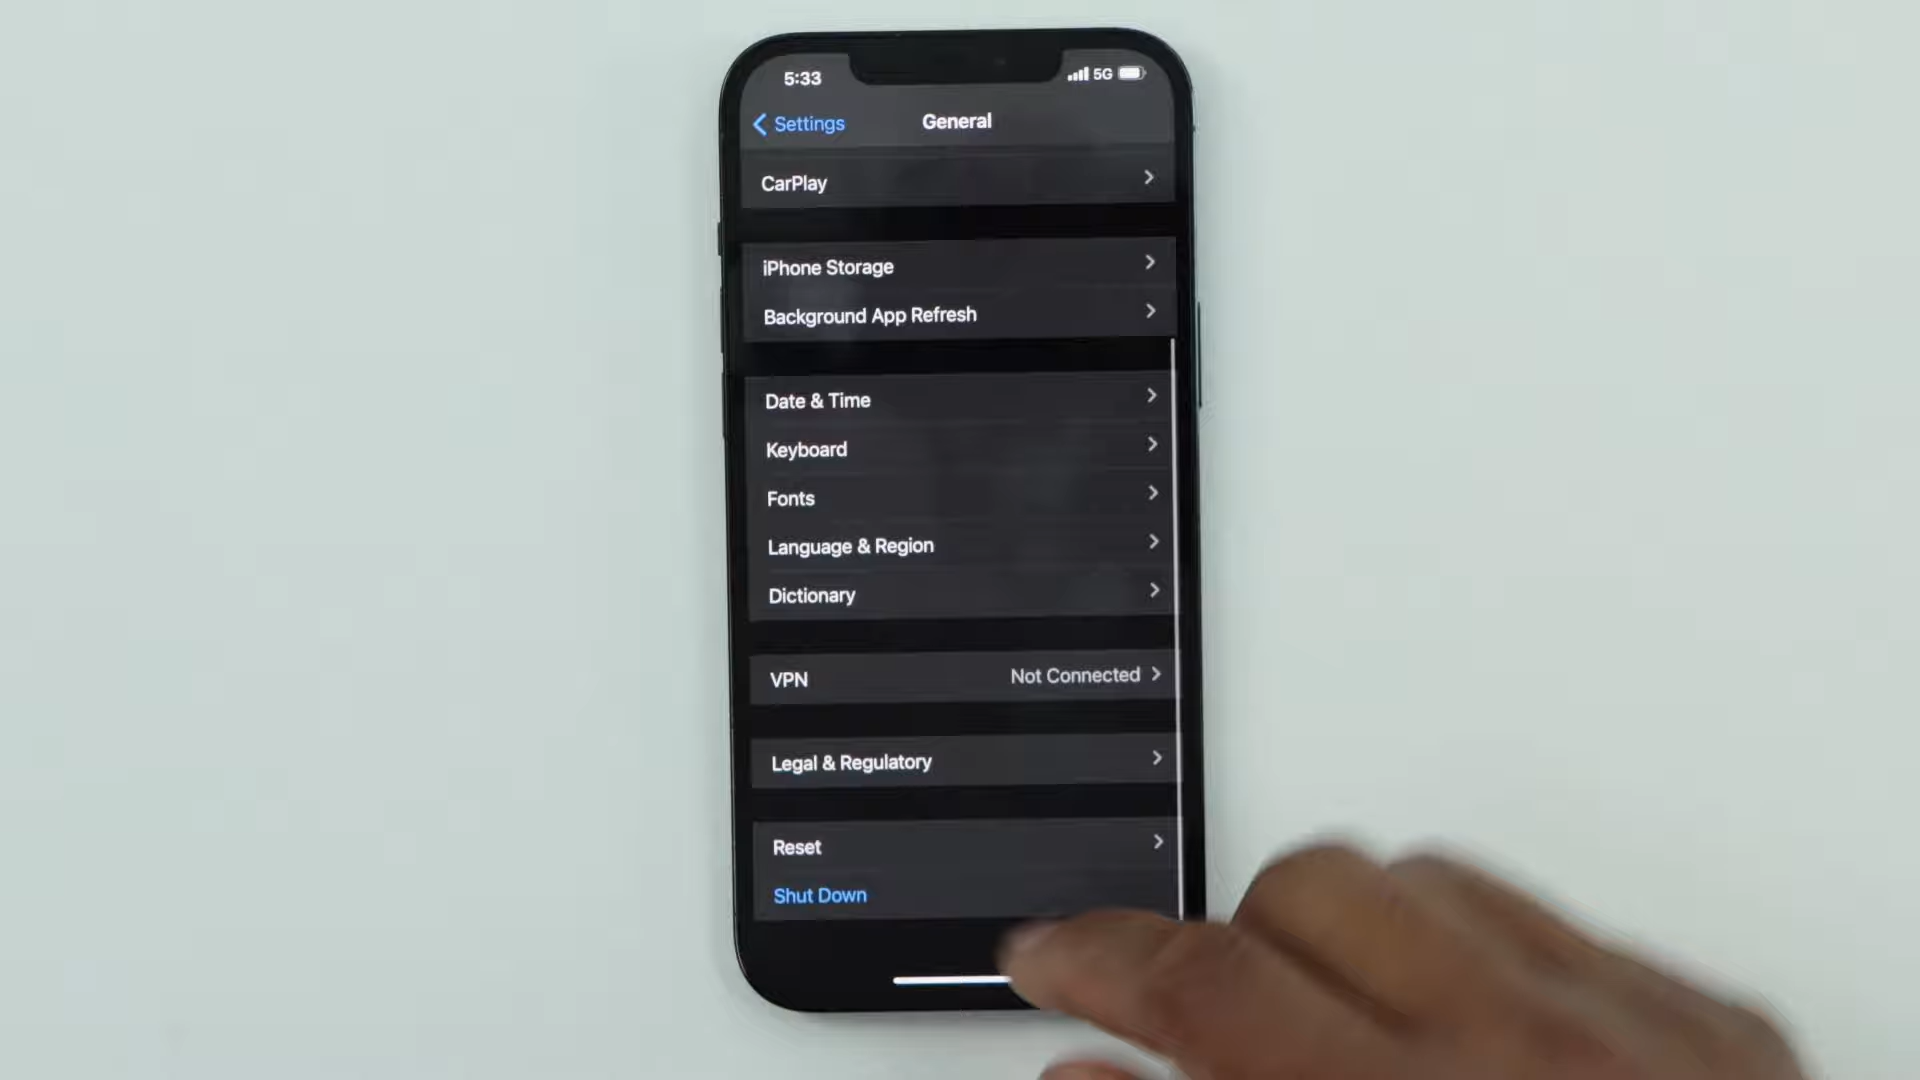 5:33 5G
Settings General
CarPlay
iPhone Storage
Background App Refresh
Date & Time
Keyboard
Fonts
Language & Region
Dictionary
VPN Not Connected
Legal & Regulatory
Reset
Shut Down